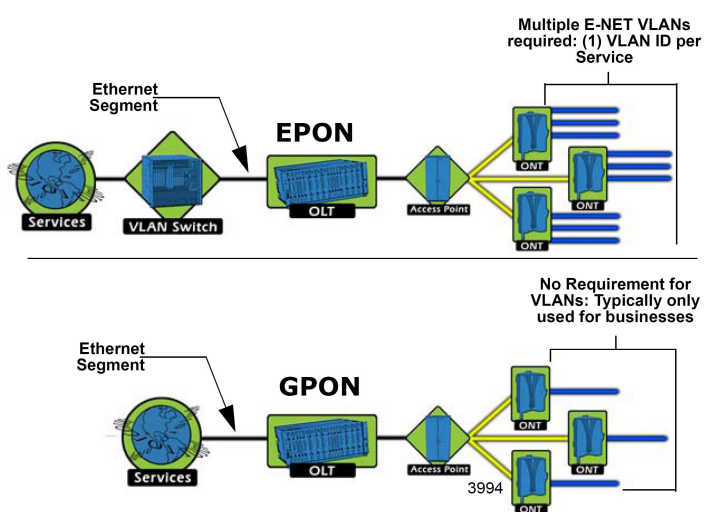 Multiple E-NET VLANs
required: (1) VLAN ID per
Service
Ethernet
Segment
EPON
ONT
ONT
ONT
Services
VLAN Switch
OLT
Access Point
No Requirement for
VLANs: Typically only
used for businesses
Ethernet
Segment
GPON
ONT
ONT
ONT
Services
OLT
Access Point
3994